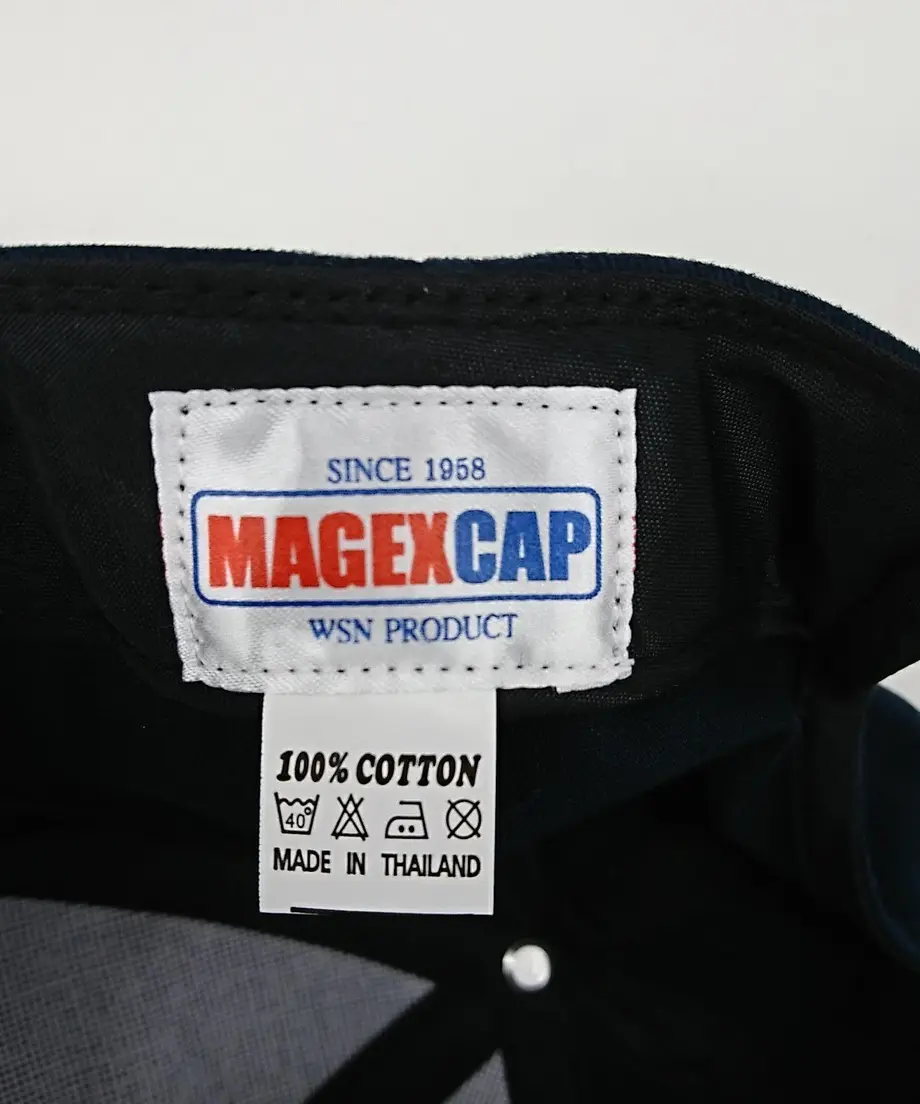 SINCE 1958
MAGEXCAP
WSN PRODUCT
100% COTTON
40°
MADE IN THAILAND